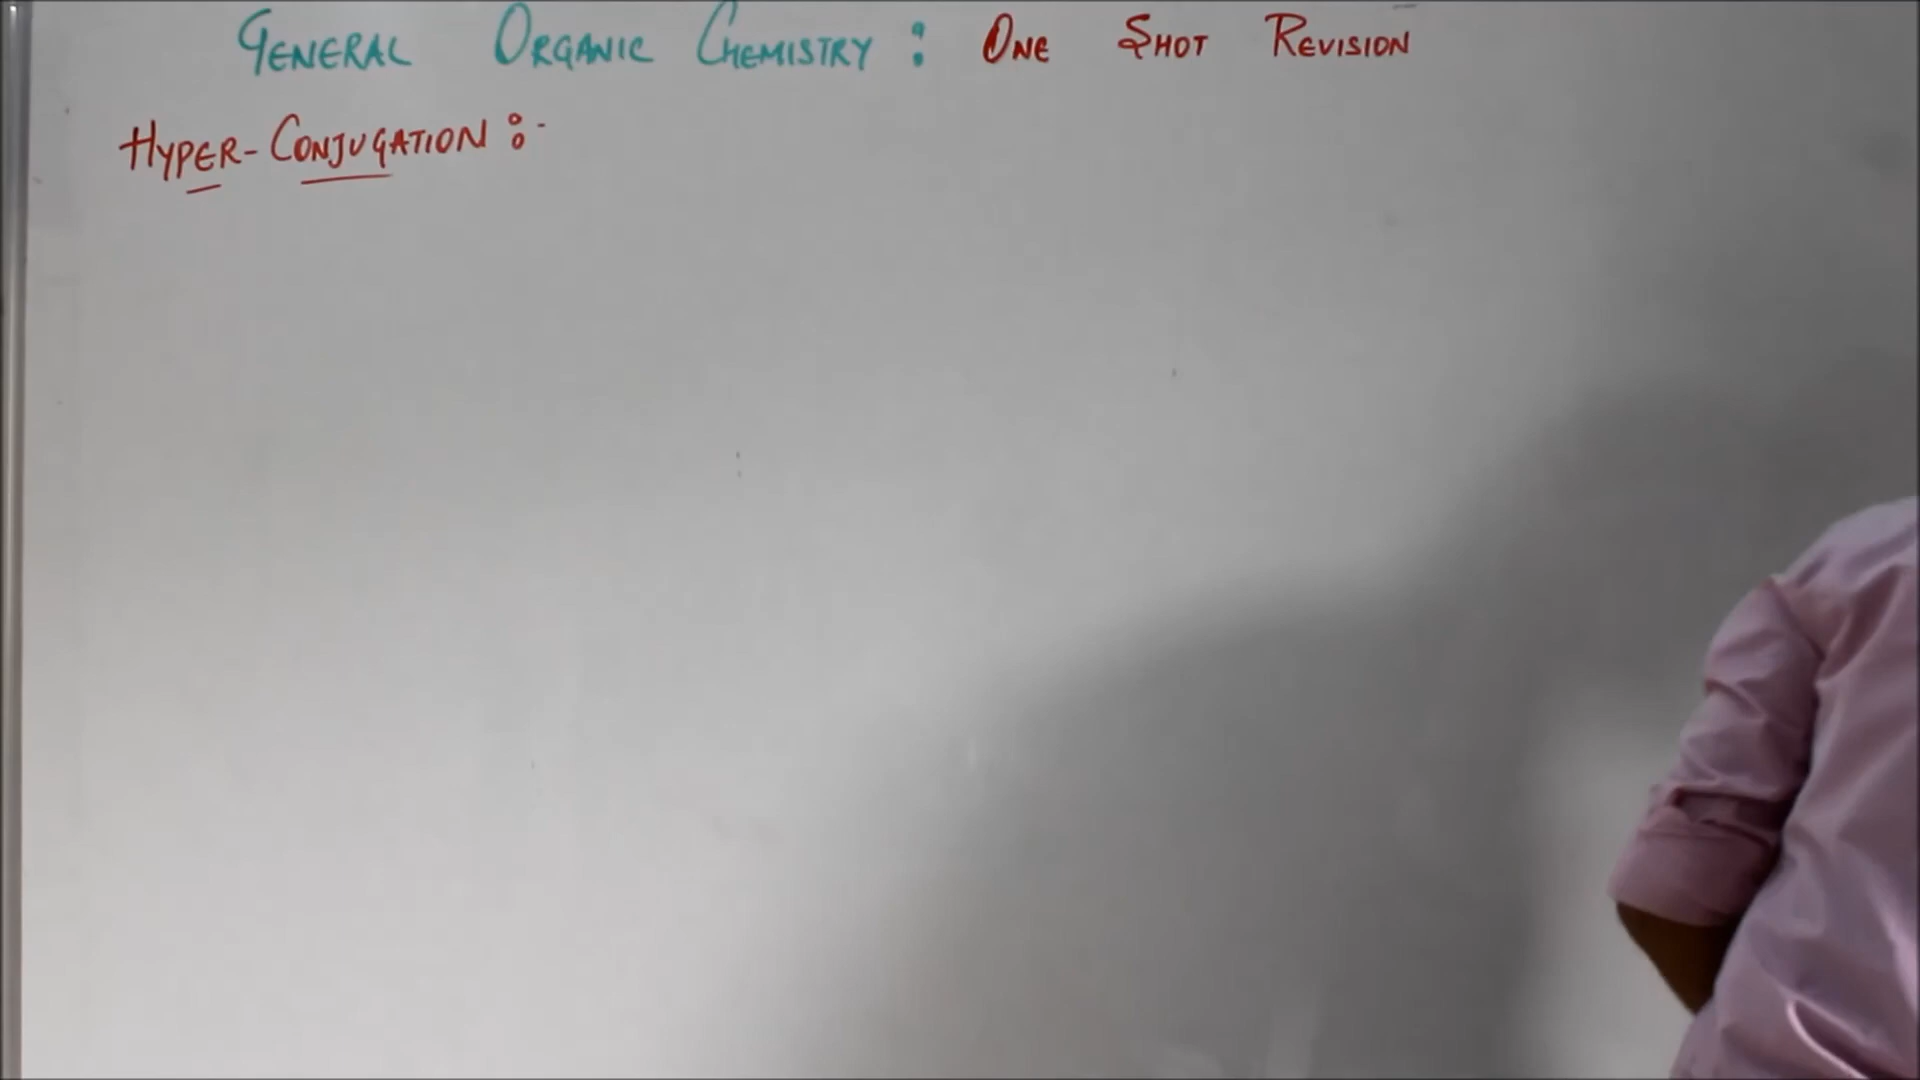 GENERAL ORGANIC CHEMISTRY : ONE SHOT REVISION
HYPER-CONJUGATION :-